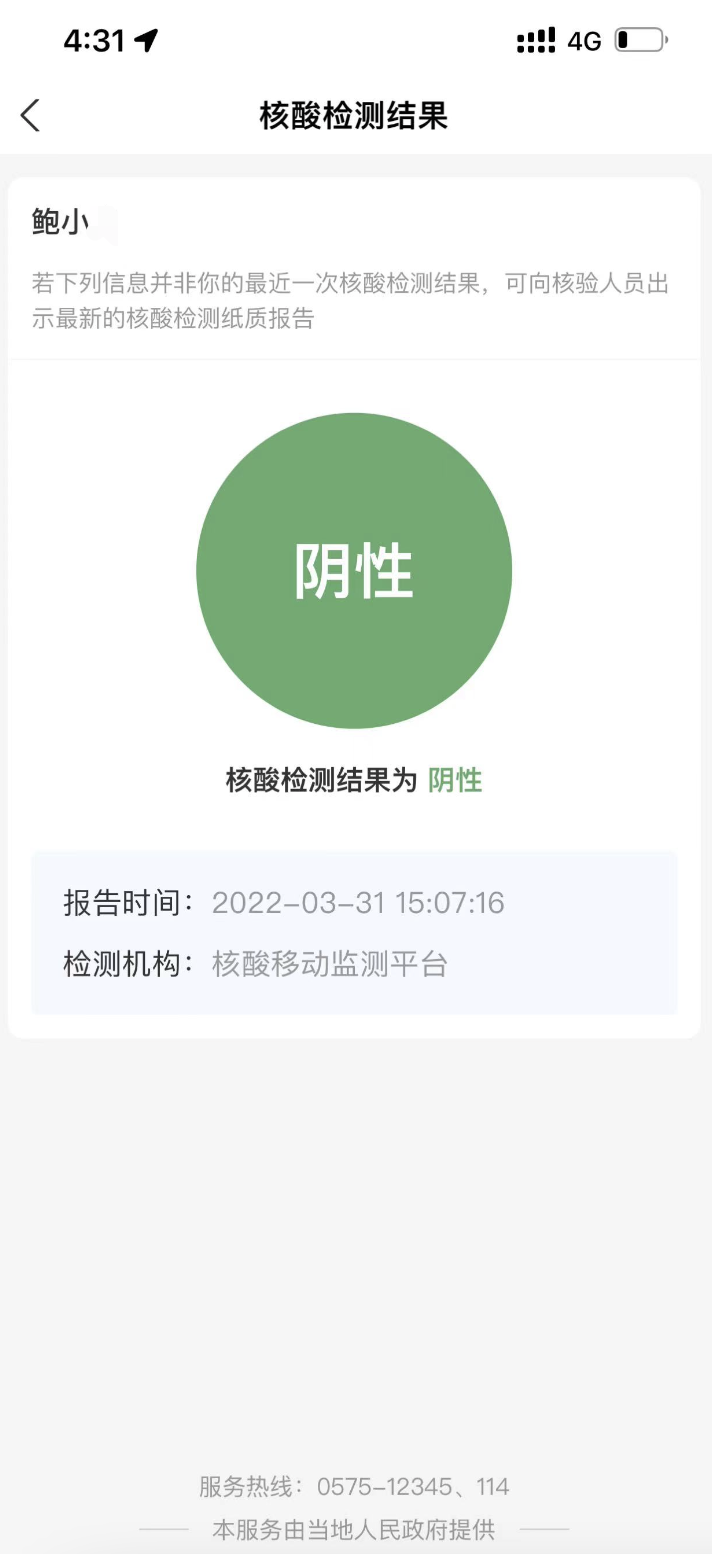 4:31
4G
核酸检测结果
鲍小
若下列信息并非你的最近一次核酸检测结果，可向核验人员出
示最新的核酸检测纸质报告
阴性
核酸检测结果为 阴性
报告时间：2022-03-31 15:07:16
检测机构：核酸移动监测平台
服务热线：0575-12345、114
本服务由当地人民政府提供